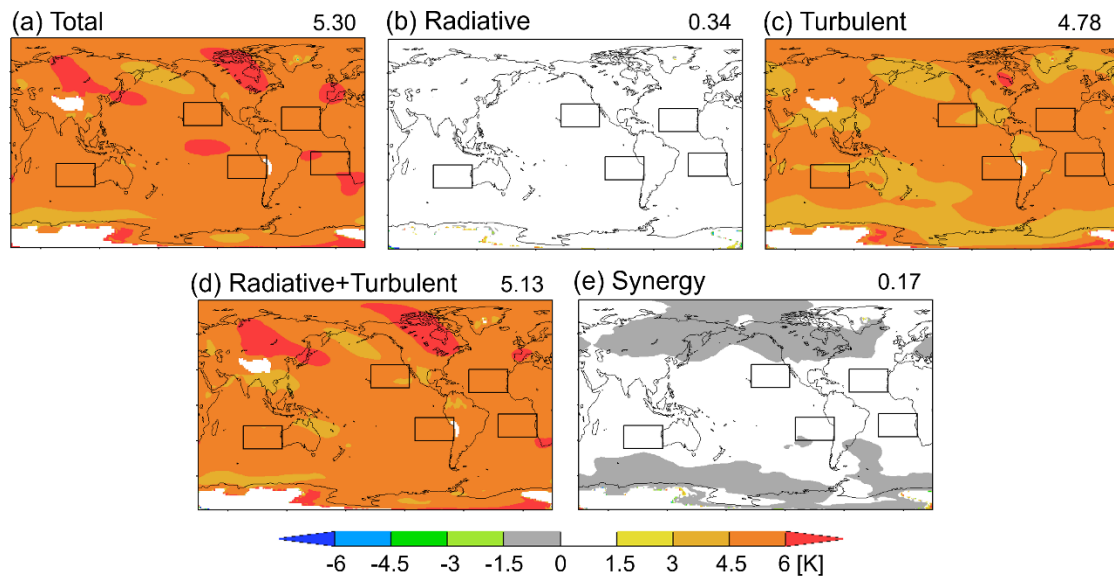 (a) Total 5.30
(b) Radiative 0.34
(c) Turbulent 4.78
(d) Radiative+Turbulent 5.13
(e) Synergy 0.17
-6 -4.5 -3 -1.5 0 1.5 3 4.5 6 [K]